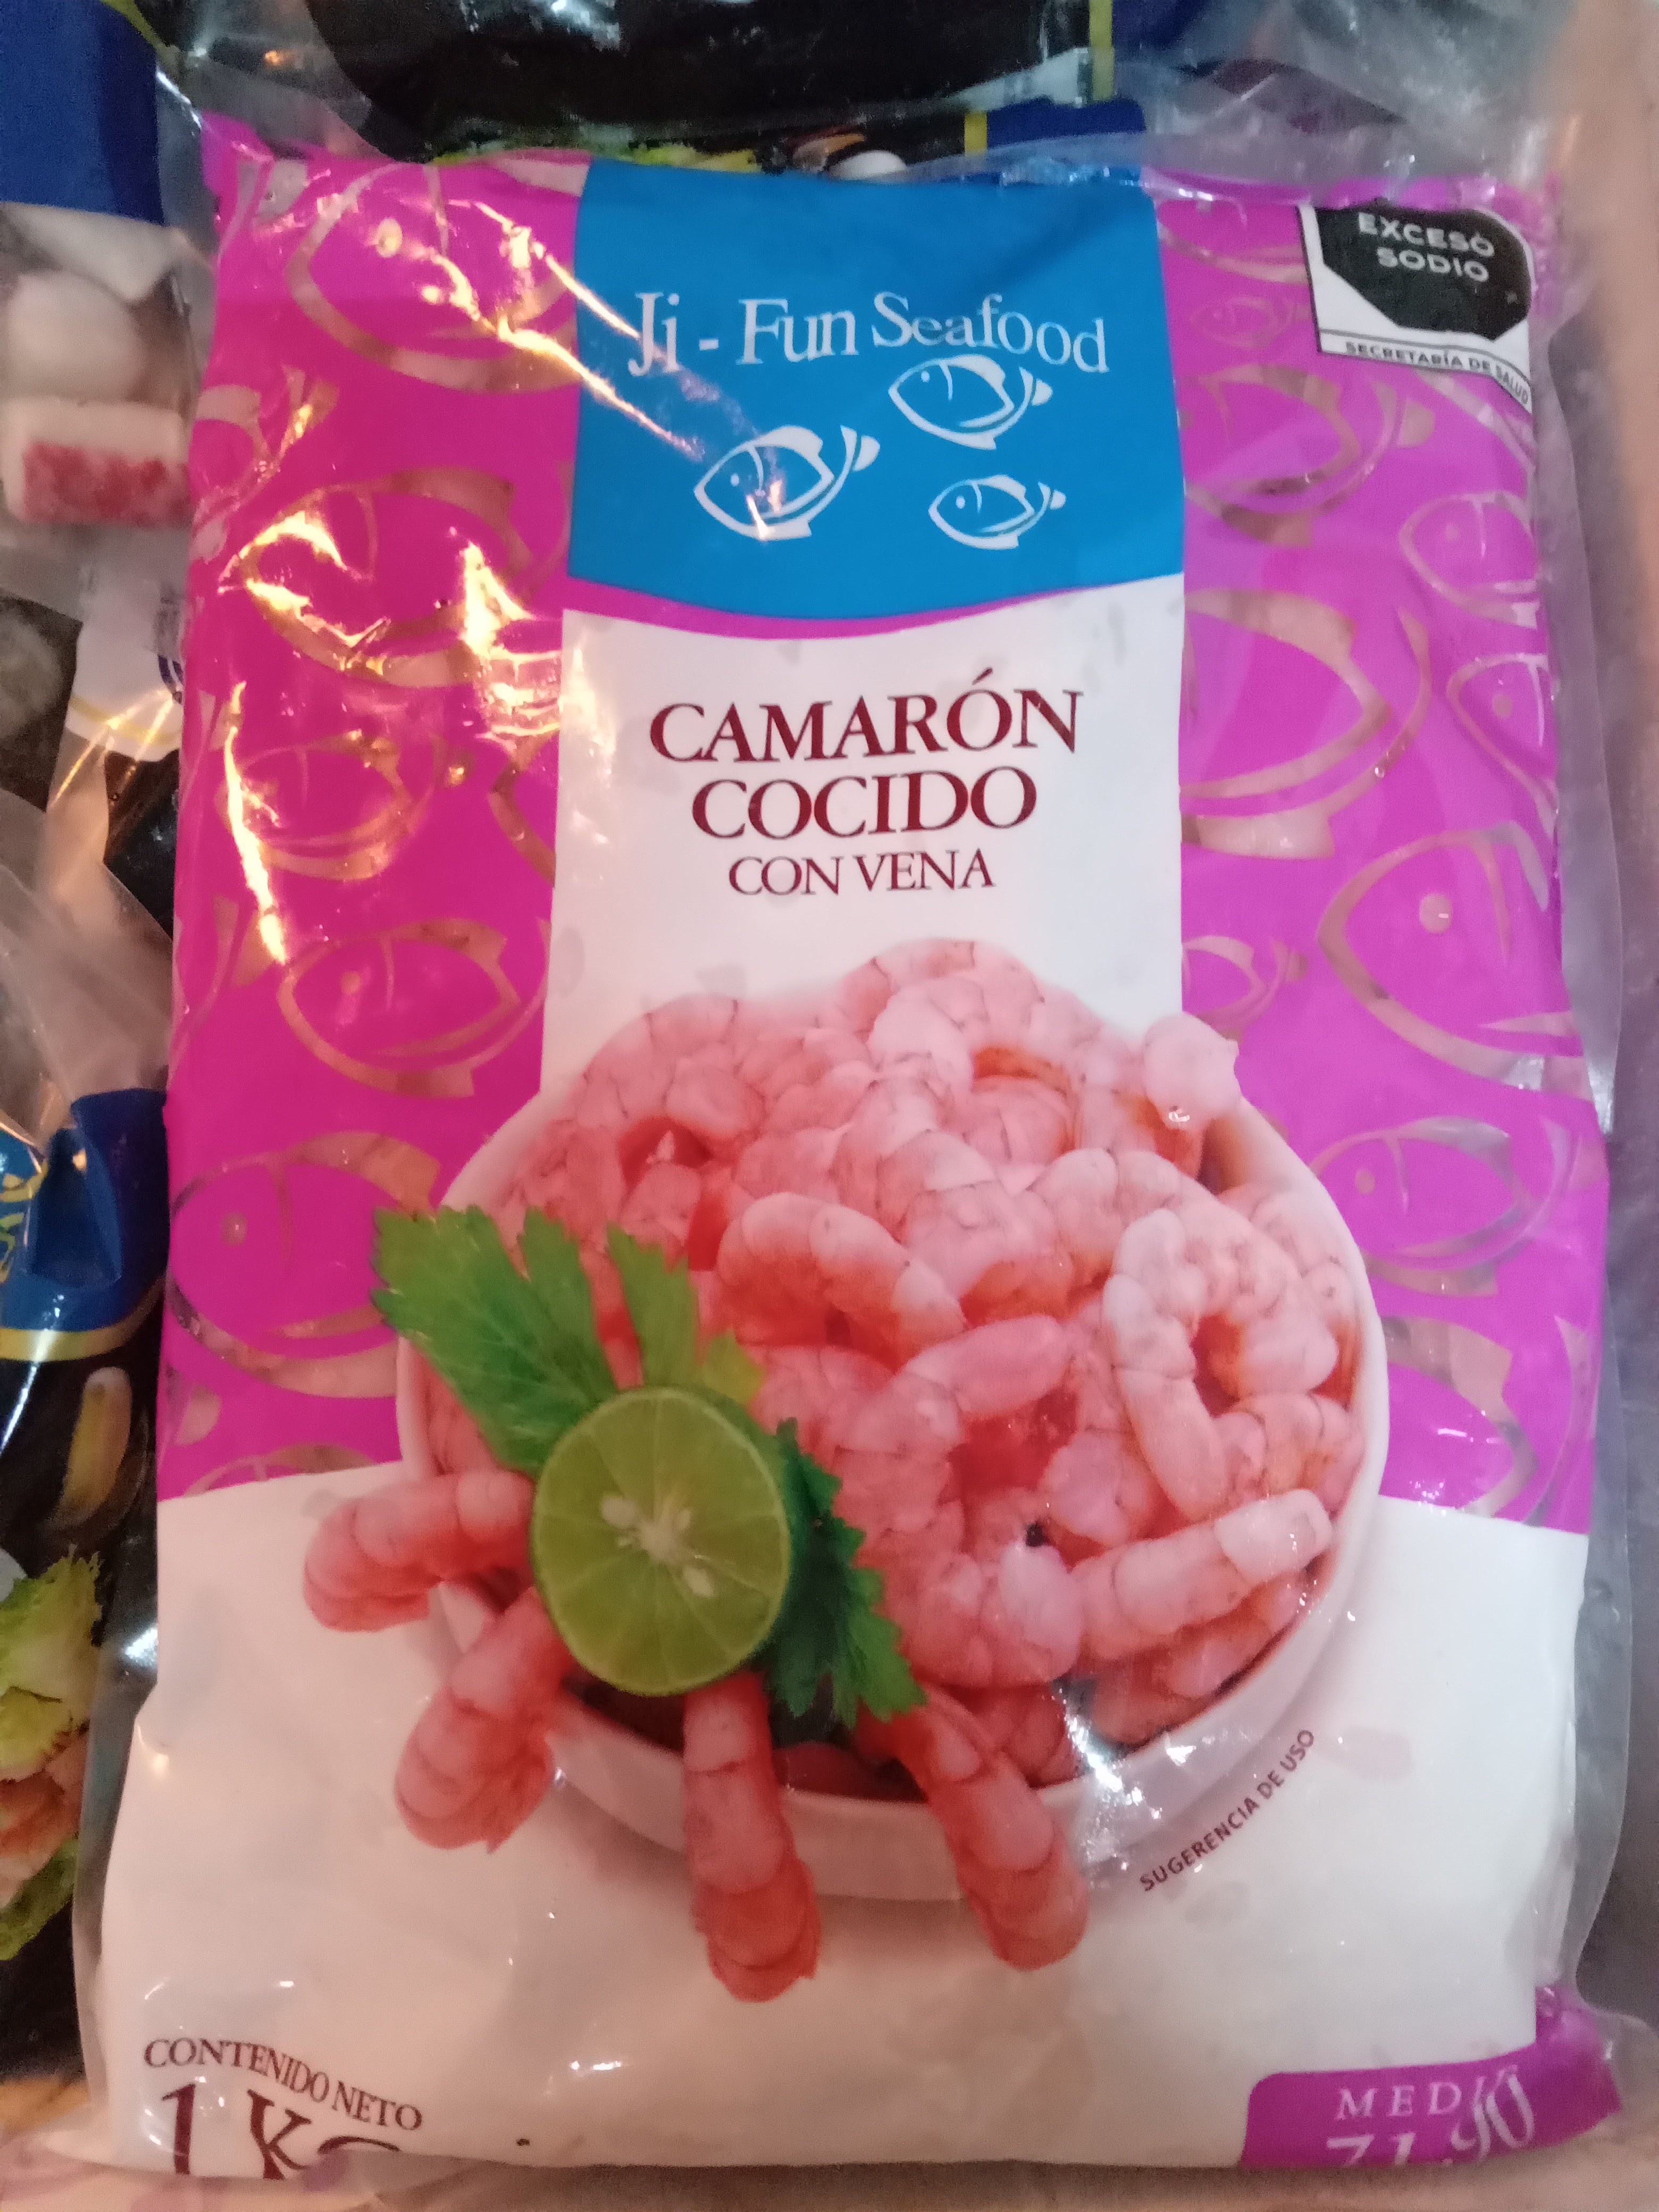 EXCESO
SODIO
SECRETARÍA DE SALUD
Ji - Fun Seafood
CAMARÓN
COCIDO
CON VENA
SUGERENCIA DE USO
CONTENIDO NETO
1 KG